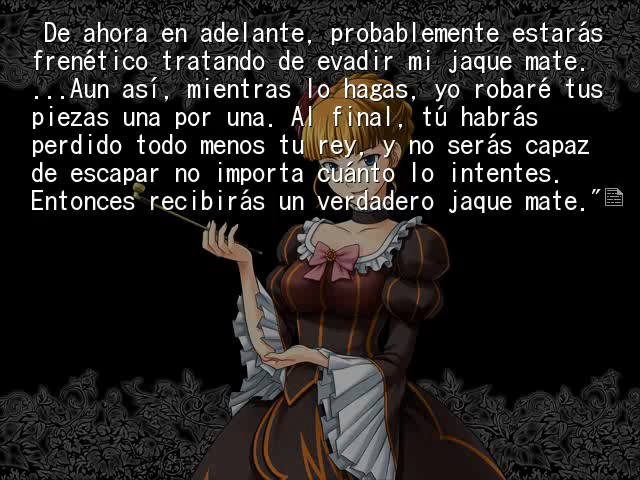 De ahora en adelante, probablemente estarás
frenético tratando de evadir mi jaque mate.
...Aun así, mientras lo hagas, yo robaré tus
piezas una por una. Al final, tú habrás
perdido todo menos tu rey, y no serás capaz
de escapar no importa cuánto lo intentes.
Entonces recibirás un verdadero jaque mate."